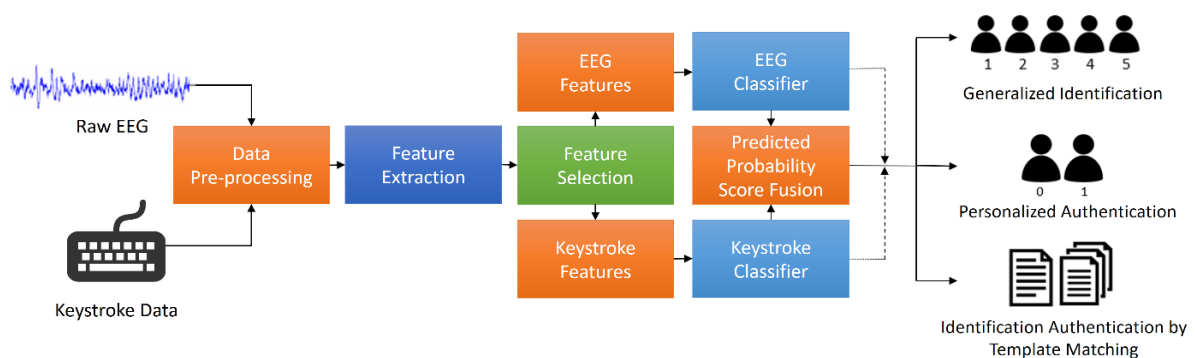 Raw EEG
Keystroke Data
Data
Pre-processing
Feature
Extraction
Feature
Selection
EEG
Features
Keystroke
Features
EEG
Classifier
Predicted
Probability
Score Fusion
Keystroke
Classifier
1 2 3 4 5
Generalized Identification
0 1
Personalized Authentication
Identification Authentication by
Template Matching